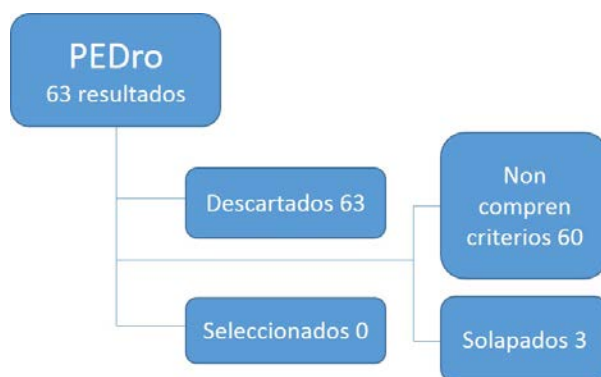 PEDro
63 resultados
Descartados 63
Non
compren
criterios 60
Seleccionados 0
Solapados 3